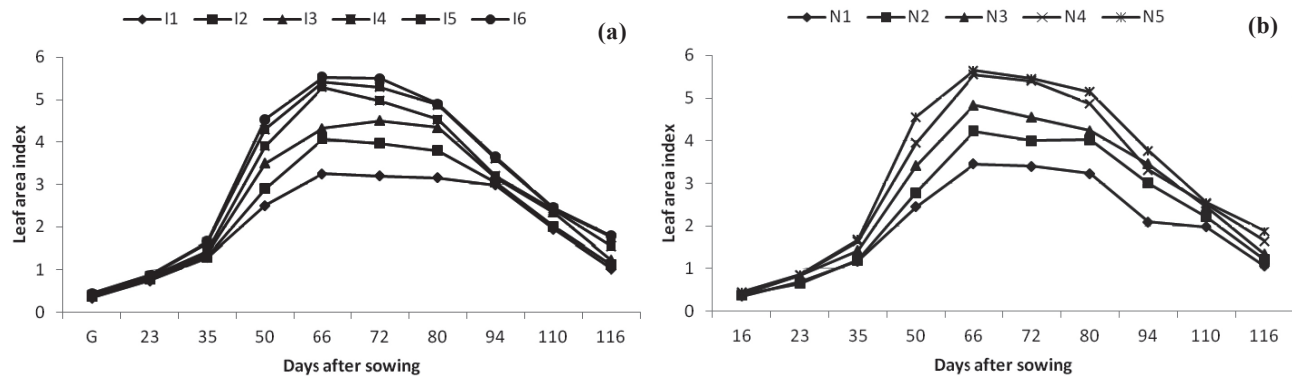 I1 I2 I3 I4 I5 I6
(a)
Leaf area index
6
5
4
3
2
1
0
G 23 35 50 66 72 80 94 110 116
Days after sowing
N1 N2 N3 N4 N5
(b)
Leaf area index
6
5
4
3
2
1
0
16 23 35 50 66 72 80 94 110 116
Days after sowing